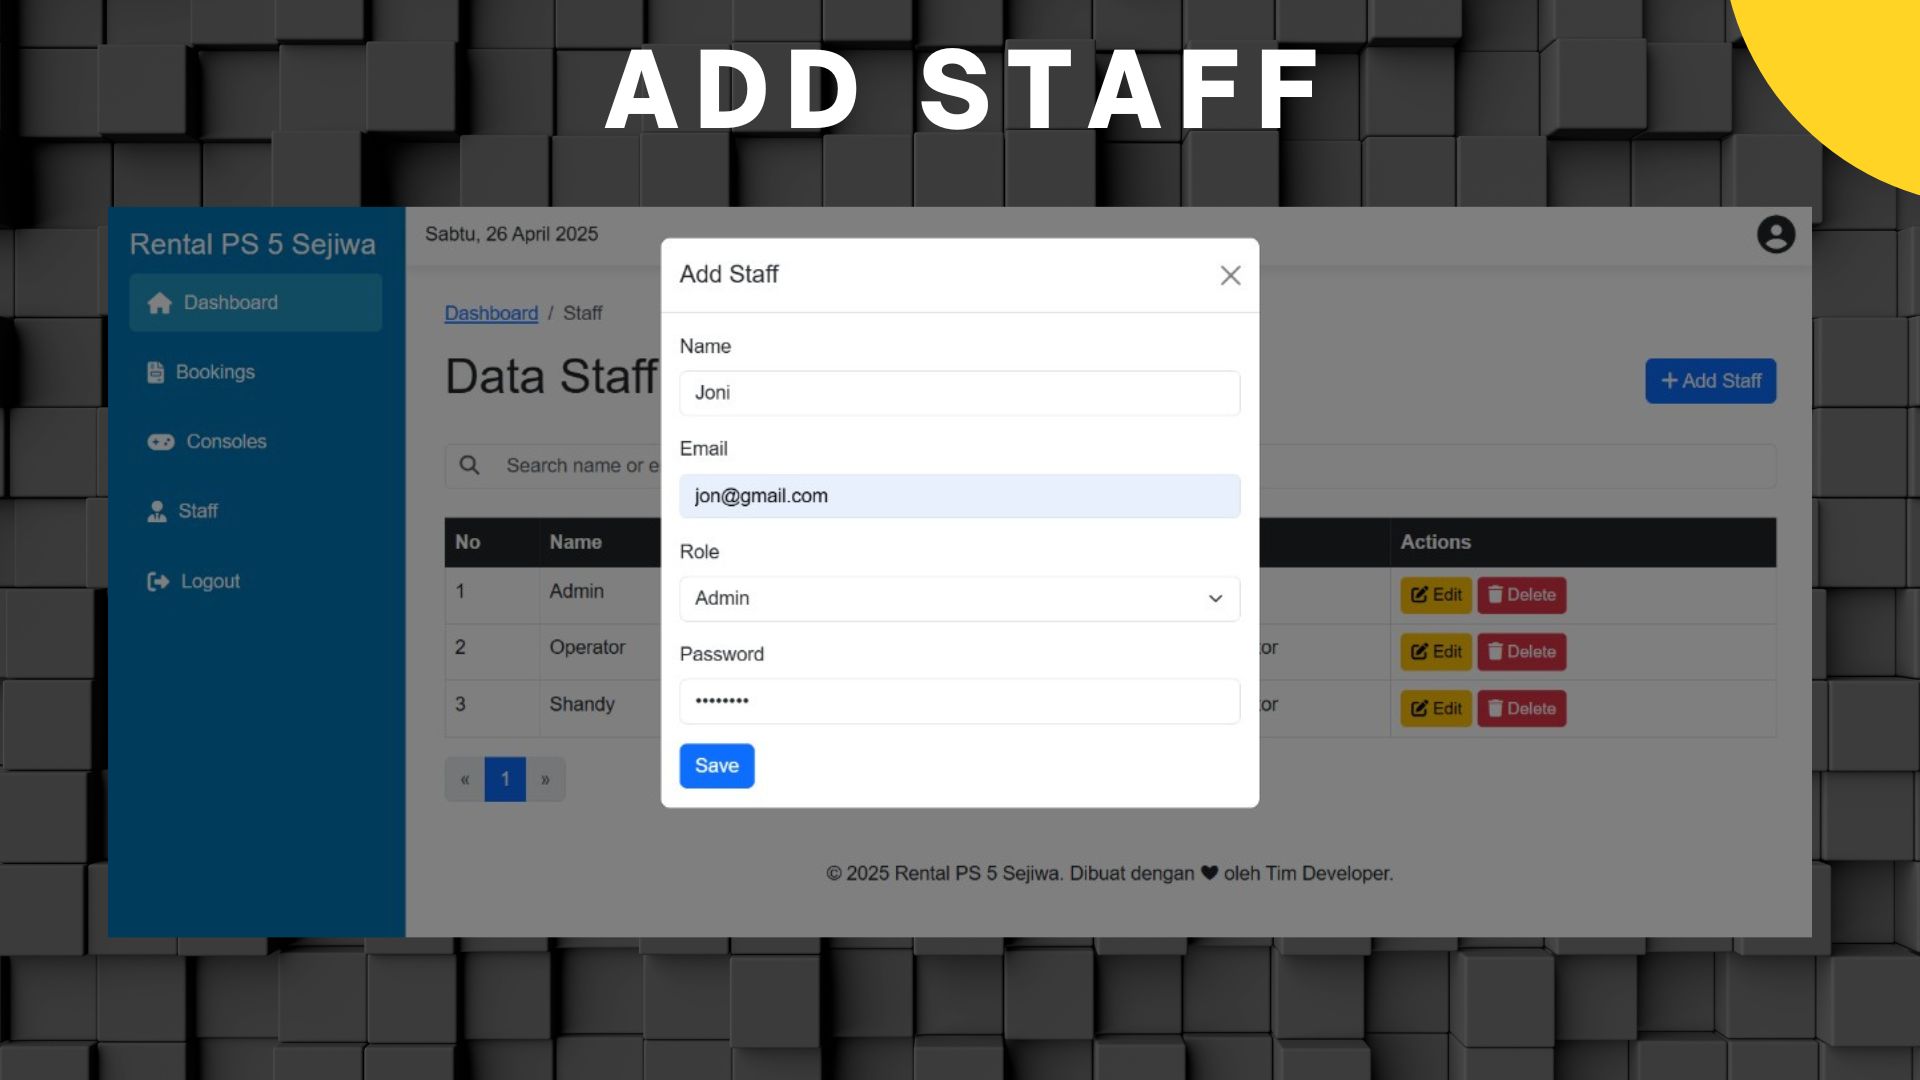 ADD STAFF
Rental PS 5 Sejiwa
Dashboard
Bookings
Consoles
Staff
Logout
Sabtu, 26 April 2025
Dashboard / Staff
Data Staff
+ Add Staff
Search name or e
No Name Actions
1 Admin Edit Delete
2 Operator or Edit Delete
3 Shandy or Edit Delete
« 1 »
Add Staff
Name
Joni
Email
jon@gmail.com
Role
Admin
Password
••••••••
Save
© 2025 Rental PS 5 Sejiwa. Dibuat dengan ♥ oleh Tim Developer.